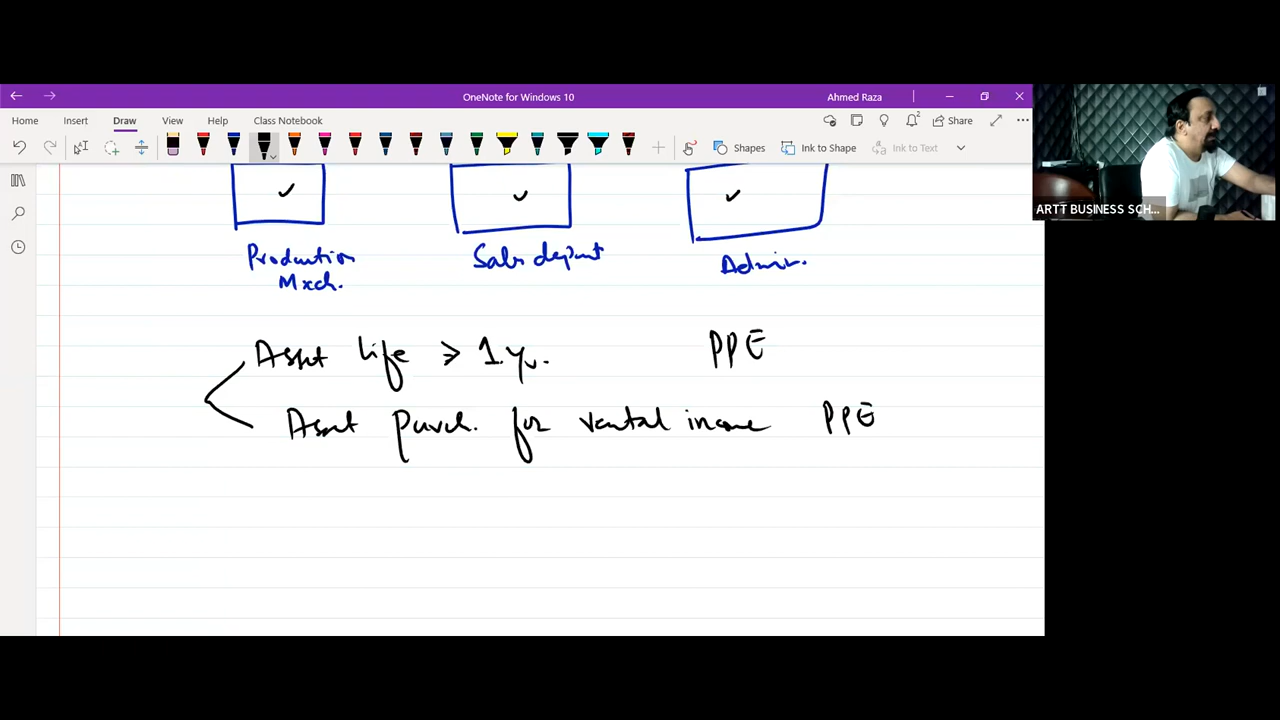 OneNote for Windows 10
Ahmed Raza
Home Insert Draw View Help Class Notebook Share
Shapes Ink to Shape Ink to Text
ARTT BUSINESS SCH...
Production Sales depart Admin.
Mxch.
Asset life ⩾ 1 yr. PPE
Asset purch. for rental income PPE